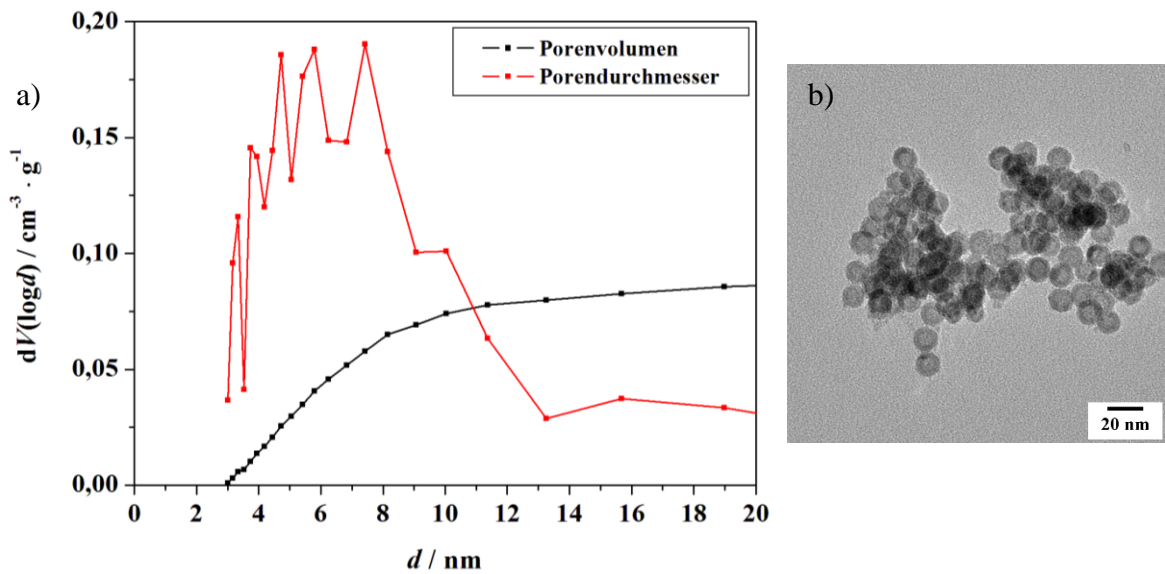 a)
0,20
0,15
0,10
0,05
0,00
dV(logd) / cm⁻³ · g⁻¹
Porenvolumen
Porendurchmesser
0 2 4 6 8 10 12 14 16 18 20
d / nm
b)
20 nm